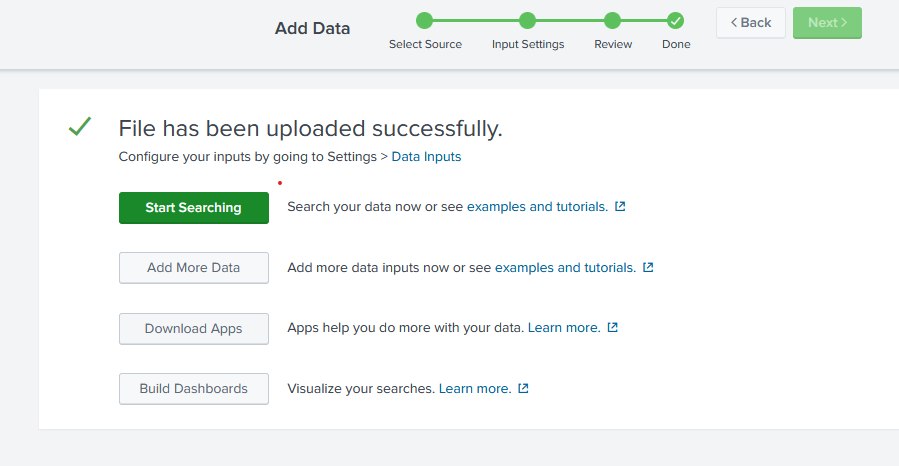 Add Data
Select Source
Input Settings
Review
Done
< Back
Next >
File has been uploaded successfully.
Configure your inputs by going to Settings > Data Inputs
Start Searching
Search your data now or see examples and tutorials.
Add More Data
Add more data inputs now or see examples and tutorials.
Download Apps
Apps help you do more with your data. Learn more.
Build Dashboards
Visualize your searches. Learn more.